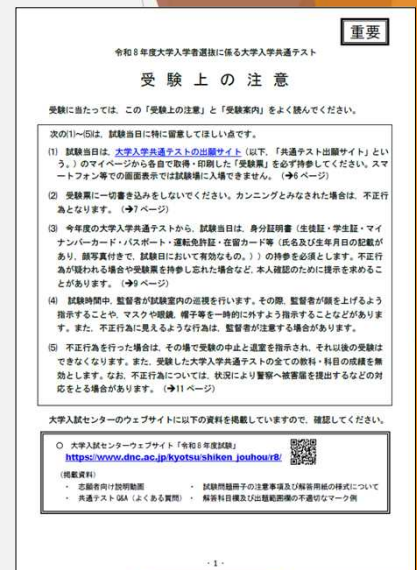 重要
令和8年度大学入学者選抜に係る大学入学共通テスト
受験上の注意
受験に当たっては、この「受験上の注意」と「受験案内」をよく読んでください。
次の(1)～(5)は、試験当日に特に留意してほしい点です。
(1) 試験当日は、大学入学共通テストの出願サイト（以下、「共通テスト出願サイト」とい
う。）のマイページから各自で取得・印刷した「受験票」を必ず持参してください。スマ
ートフォン等での画面表示では試験場に入場できません。（➔6ページ）
(2) 受験票に一切書き込みをしないでください。カンニングとみなされた場合は、不正行
為となります。（➔7ページ）
(3) 今年度の大学入学共通テストから、試験当日は、身分証明書（生徒証・学生証・マイ
ナンバーカード・パスポート・運転免許証・在留カード等（氏名及び生年月日の記載が
あり、顔写真付きで、試験日において有効なもの。））の持参を必須とします。不正行
為が疑われる場合や受験票を持参し忘れた場合など、本人確認のために提示を求めるこ
とがあります。（➔9ページ）
(4) 試験時間中、監督者が試験室内の巡視を行います。その際、監督者が顔を上げるよう
指示することや、マスクや眼鏡、帽子等を一時的に外すよう指示することなどがありま
す。また、不正行為に見えるような行為は、監督者が注意する場合があります。
(5) 不正行為を行った場合は、その場で受験の中止と退室を指示され、それ以後の受験は
できなくなります。また、受験した大学入学共通テストの全ての教科・科目の成績を無
効とします。なお、不正行為については、状況により警察へ被害届を提出するなどの対
応をとる場合があります。（➔11ページ）
大学入試センターのウェブサイトに以下の資料を掲載していますので、確認してください。
○ 大学入試センターウェブサイト「令和8年度試験」
https://www.dnc.ac.jp/kyotsu/shiken_jouhou/r8/
（掲載資料）
・ 志願者向け説明動画 ・ 試験問題冊子の注意事項及び解答用紙の様式について
・ 共通テストQ&A（よくある質問） ・ 解答科目欄及び出題範囲欄の不適切なマーク例
- 1 -